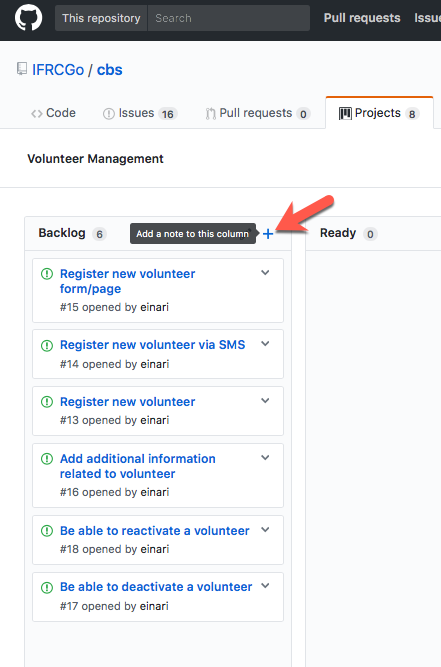 This repository Search Pull requests
IFRCGo / cbs
Code Issues 16 Pull requests 0 Projects 8
Volunteer Management
Backlog 6 Add a note to this column + Ready 0
Register new volunteer
form/page
#15 opened by einari
Register new volunteer via SMS
#14 opened by einari
Register new volunteer
#13 opened by einari
Add additional information
related to volunteer
#16 opened by einari
Be able to reactivate a volunteer
#18 opened by einari
Be able to deactivate a volunteer
#17 opened by einari